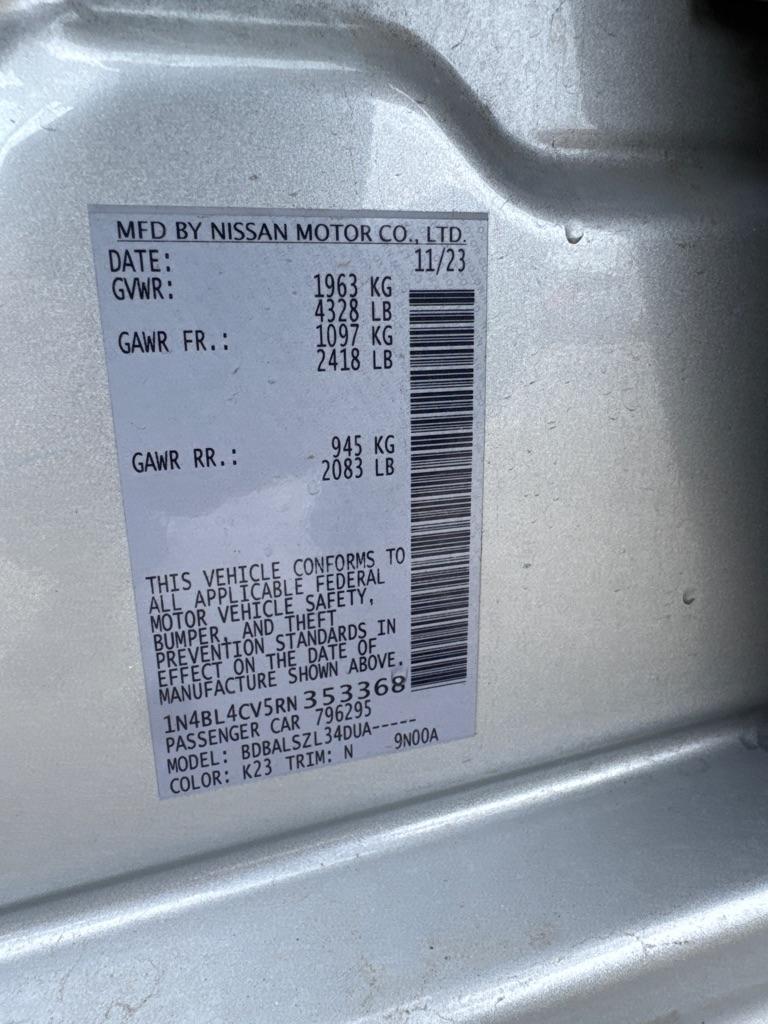 MFD BY NISSAN MOTOR CO., LTD.
DATE: 11/23
GVWR: 1963 KG
4328 LB
GAWR FR.: 1097 KG
2418 LB
GAWR RR.: 945 KG
2083 LB
THIS VEHICLE CONFORMS TO
ALL APPLICABLE FEDERAL
MOTOR VEHICLE SAFETY,
BUMPER, AND THEFT
PREVENTION STANDARDS IN
EFFECT ON THE DATE OF
MANUFACTURE SHOWN ABOVE.
1N4BL4CV5RN353368
PASSENGER CAR 796295
MODEL: BDBALSZL34DUA-----
COLOR: K23 TRIM: N 9N00A